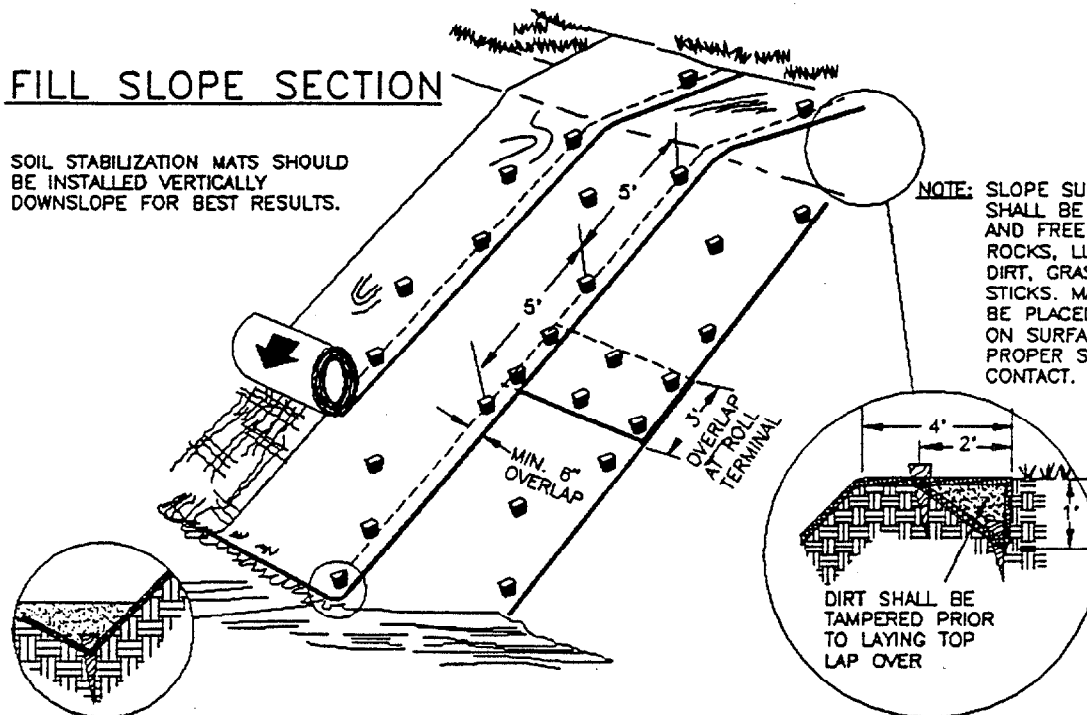 FILL SLOPE SECTION
SOIL STABILIZATION MATS SHOULD
BE INSTALLED VERTICALLY
DOWNSLOPE FOR BEST RESULTS.
5'
5'
MIN.
OVERLAP
3'
OVERLAP
AT ROLL
TERMINAL
NOTE: SLOPE SU
SHALL BE
AND FREE
ROCKS, LU
DIRT, GRAS
STICKS. MA
BE PLACE
ON SURFA
PROPER S
CONTACT.
4'
2'
1'
DIRT SHALL BE
TAMPERED PRIOR
TO LAYING TOP
LAP OVER